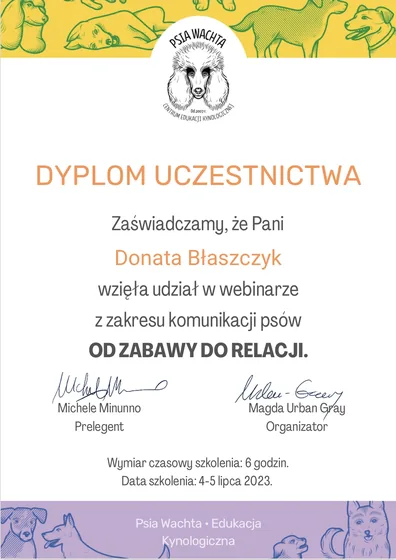 PSIA WACHTA
CENTRUM EDUKACJI KYNOLOGICZNEJ
DYPLOM UCZESTNICTWA
Zaświadczamy, że Pani
Donata Błaszczyk
wzięła udział w webinarze
z zakresu komunikacji psów
OD ZABAWY DO RELACJI.
Michele Minunno
Prelegent
Magda Urban Gray
Organizator
Wymiar czasowy szkolenia: 6 godzin.
Data szkolenia: 4-5 lipca 2023.
Psia Wachta • Edukacja
Kynologiczna